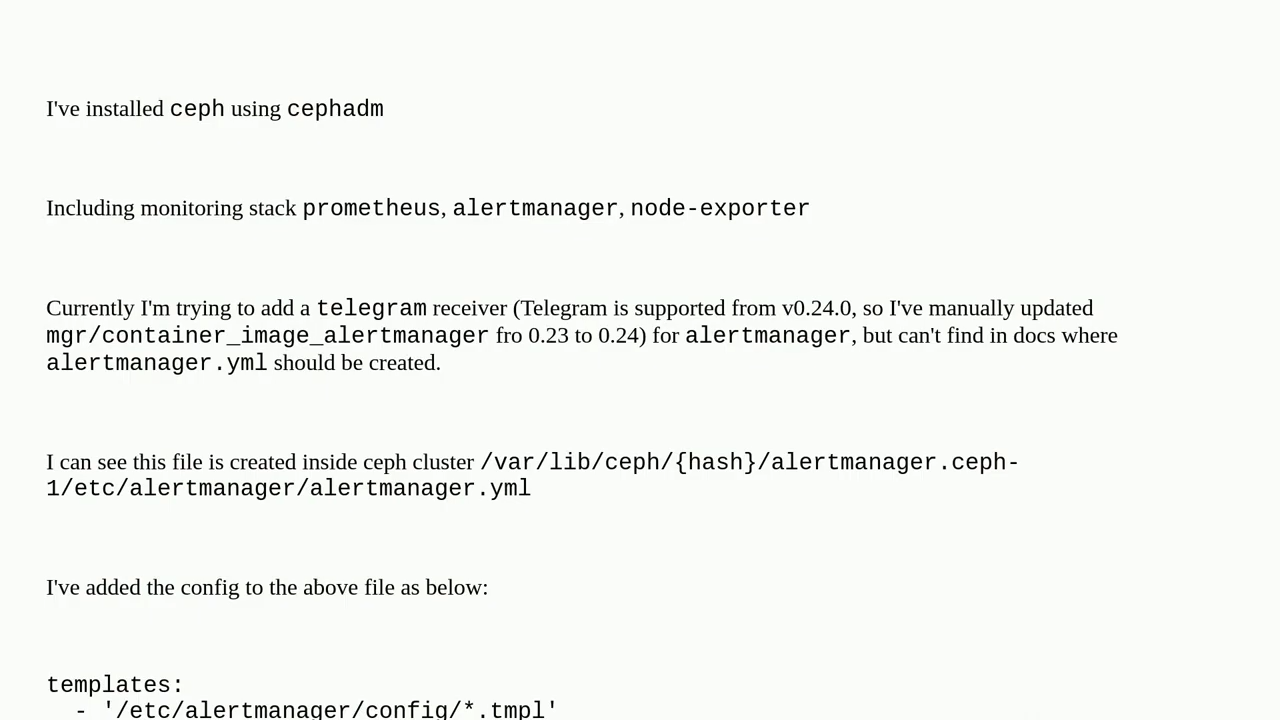 I've installed ceph using cephadm
Including monitoring stack prometheus, alertmanager, node-exporter
Currently I'm trying to add a telegram receiver (Telegram is supported from v0.24.0, so I've manually updated
mgr/container_image_alertmanager fro 0.23 to 0.24) for alertmanager, but can't find in docs where
alertmanager.yml should be created.
I can see this file is created inside ceph cluster /var/lib/ceph/{hash}/alertmanager.ceph-
1/etc/alertmanager/alertmanager.yml
I've added the config to the above file as below:
templates:
  - '/etc/alertmanager/config/*.tmpl'